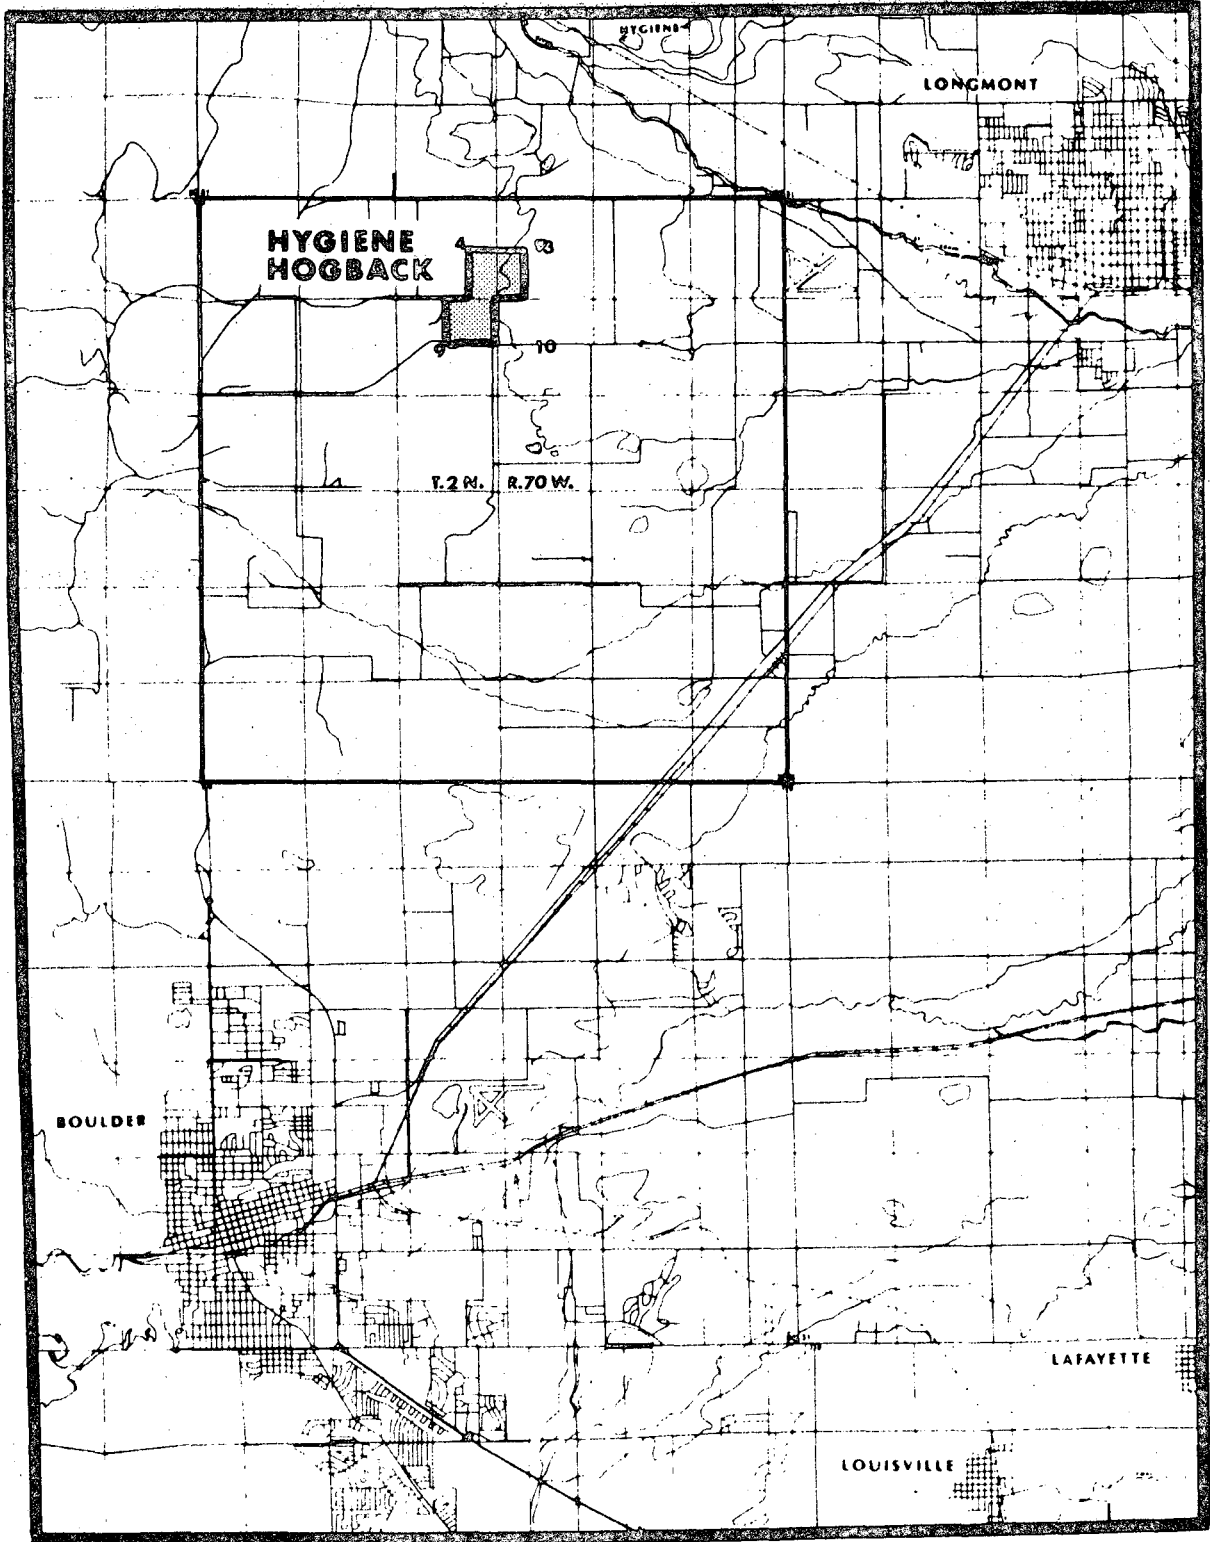 HYGIENE
LONGMONT
HYGIENE
HOGBACK
4
3
9
10
T.2 N. R.70 W.
BOULDER
LAFAYETTE
LOUISVILLE